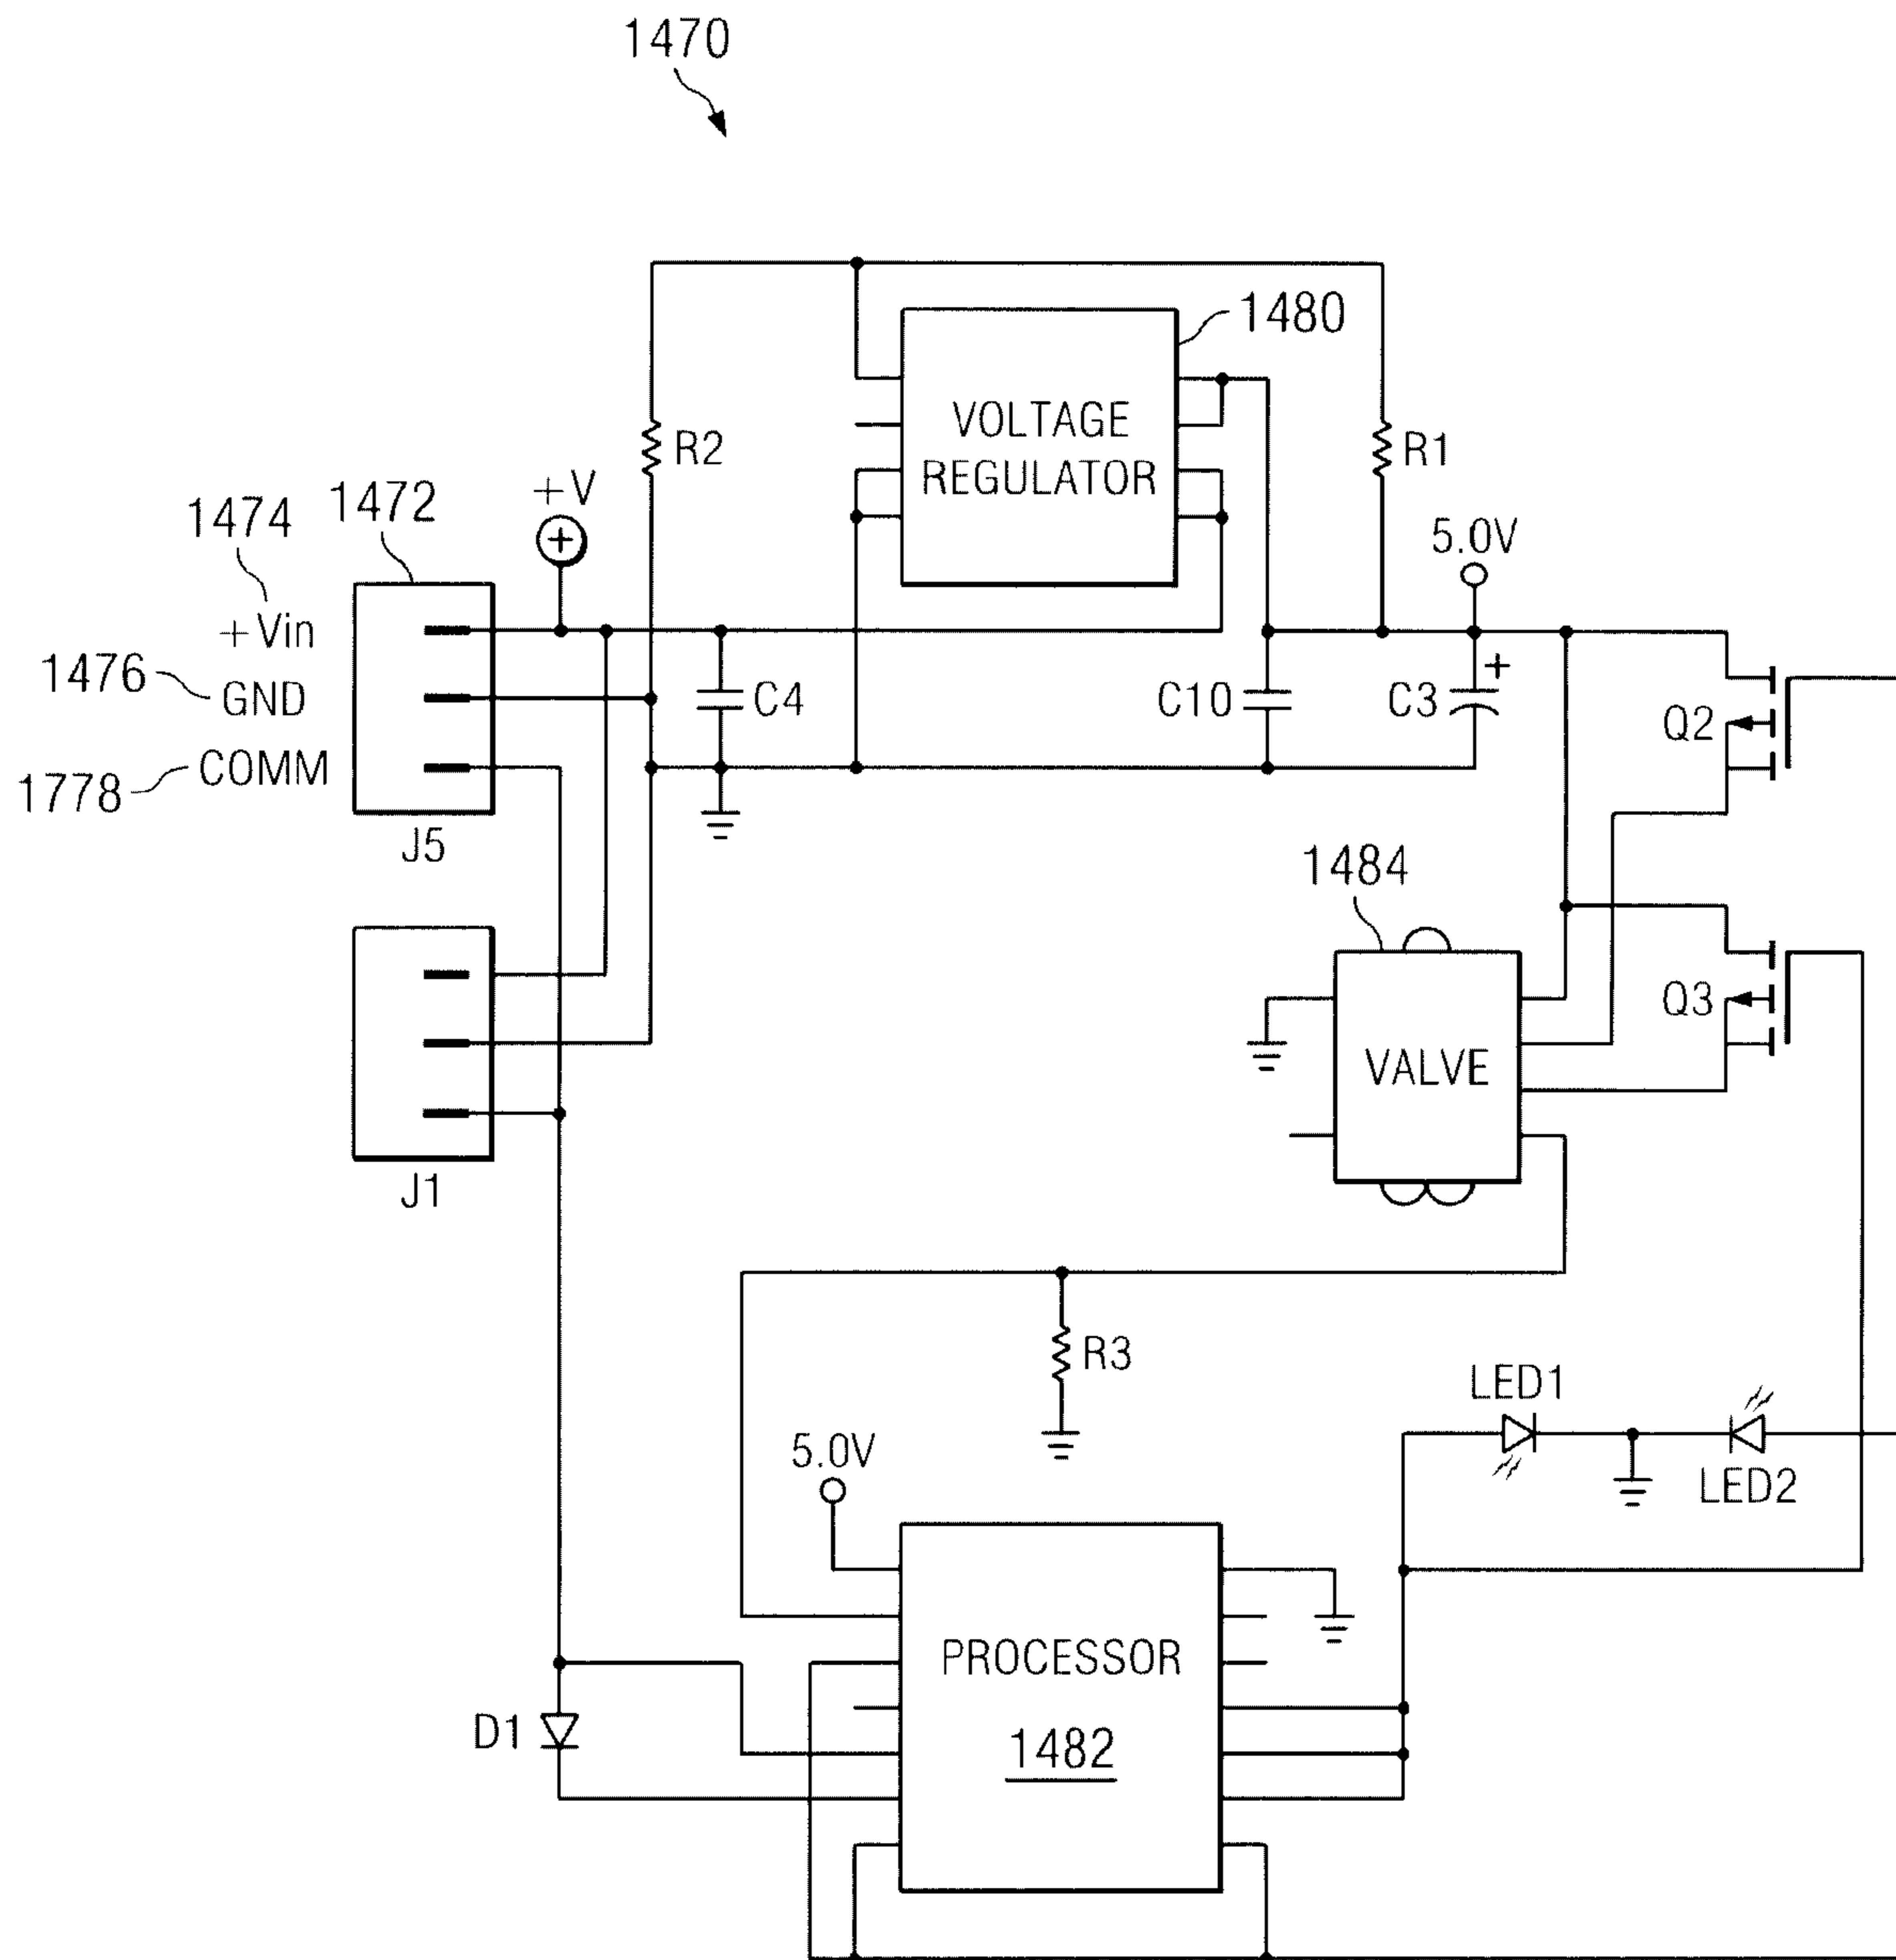 1470
1480
VOLTAGE
REGULATOR
R2
R1
+V
1474
1472
5.0V
+Vin
1476
GND
C4
C10
C3
+
Q2
1778
COMM
J5
1484
Q3
VALVE
J1
R3
LED1
5.0V
LED2
PROCESSOR
D1
1482